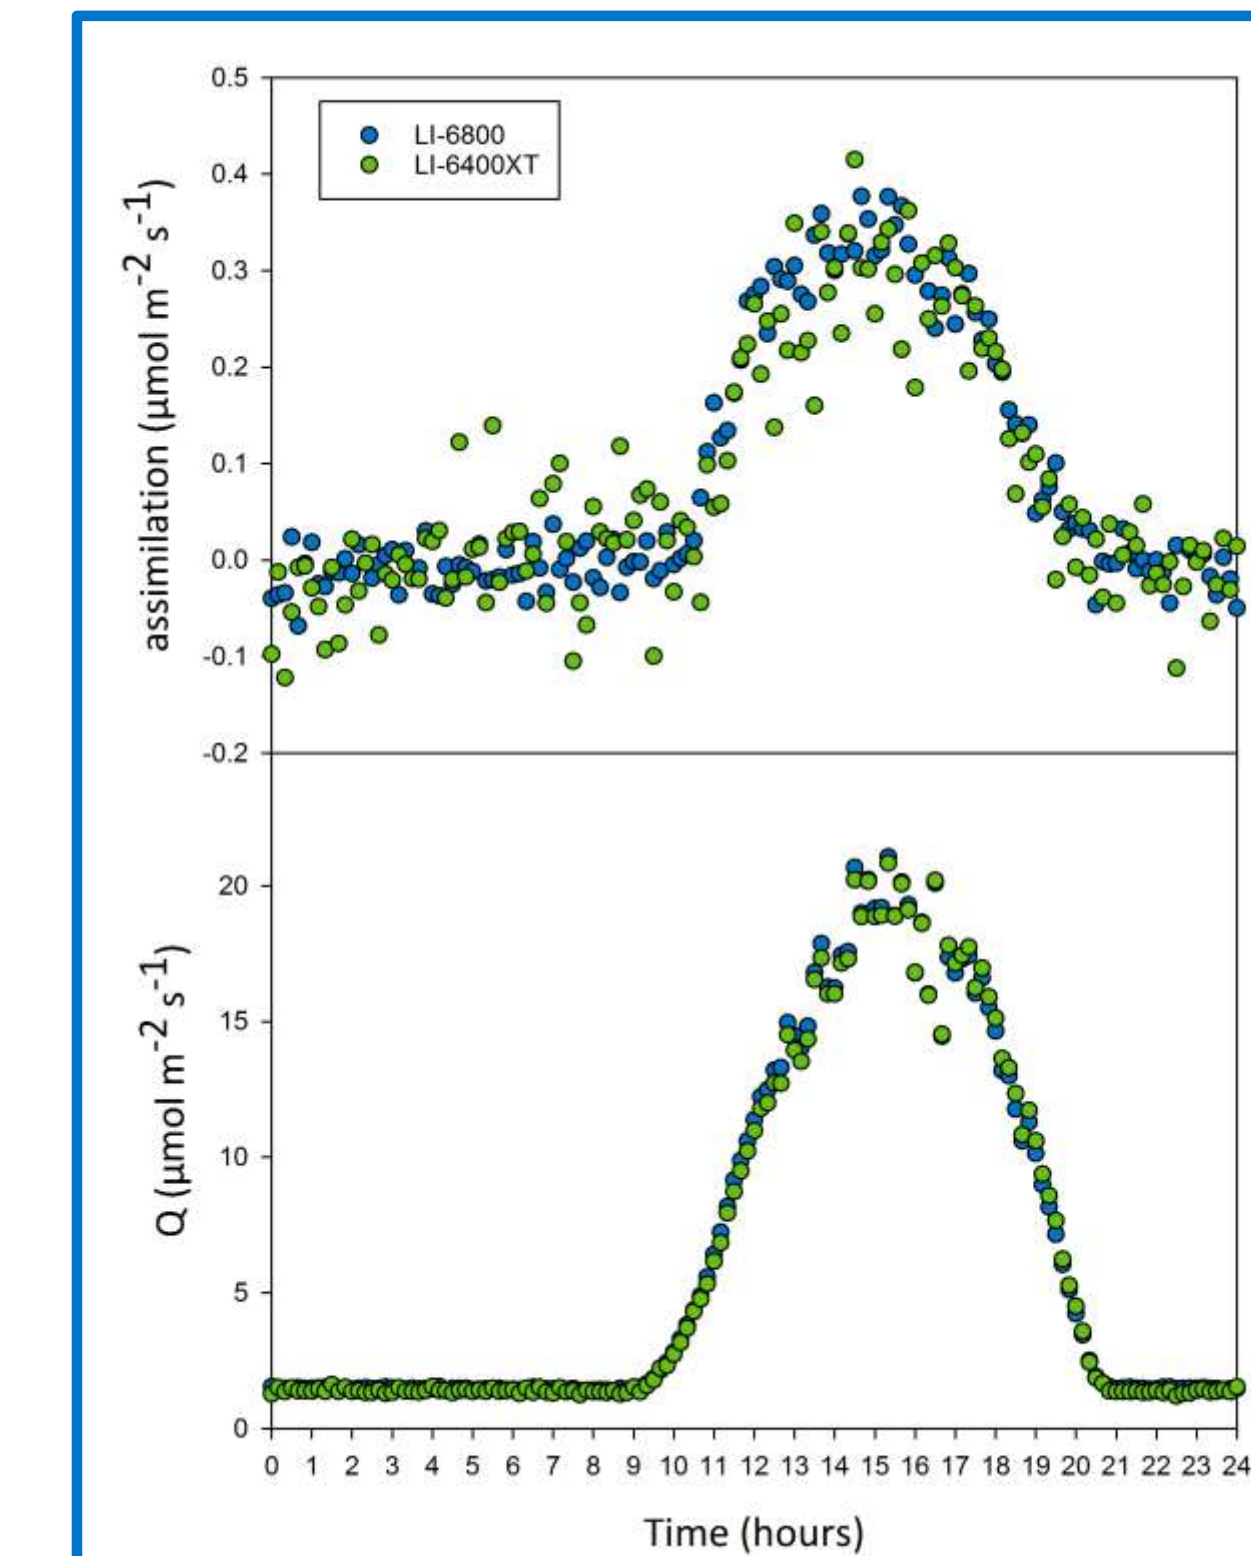 0.5
LI-6800
LI-6400XT
0.4
0.3
0.2
0.1
0.0
-0.1
-0.2
assimilation (µmol m-2 s-1)
20
15
10
5
0
Q (µmol m-2 s-1)
0 1 2 3 4 5 6 7 8 9 10 11 12 13 14 15 16 17 18 19 20 21 22 23 24
Time (hours)